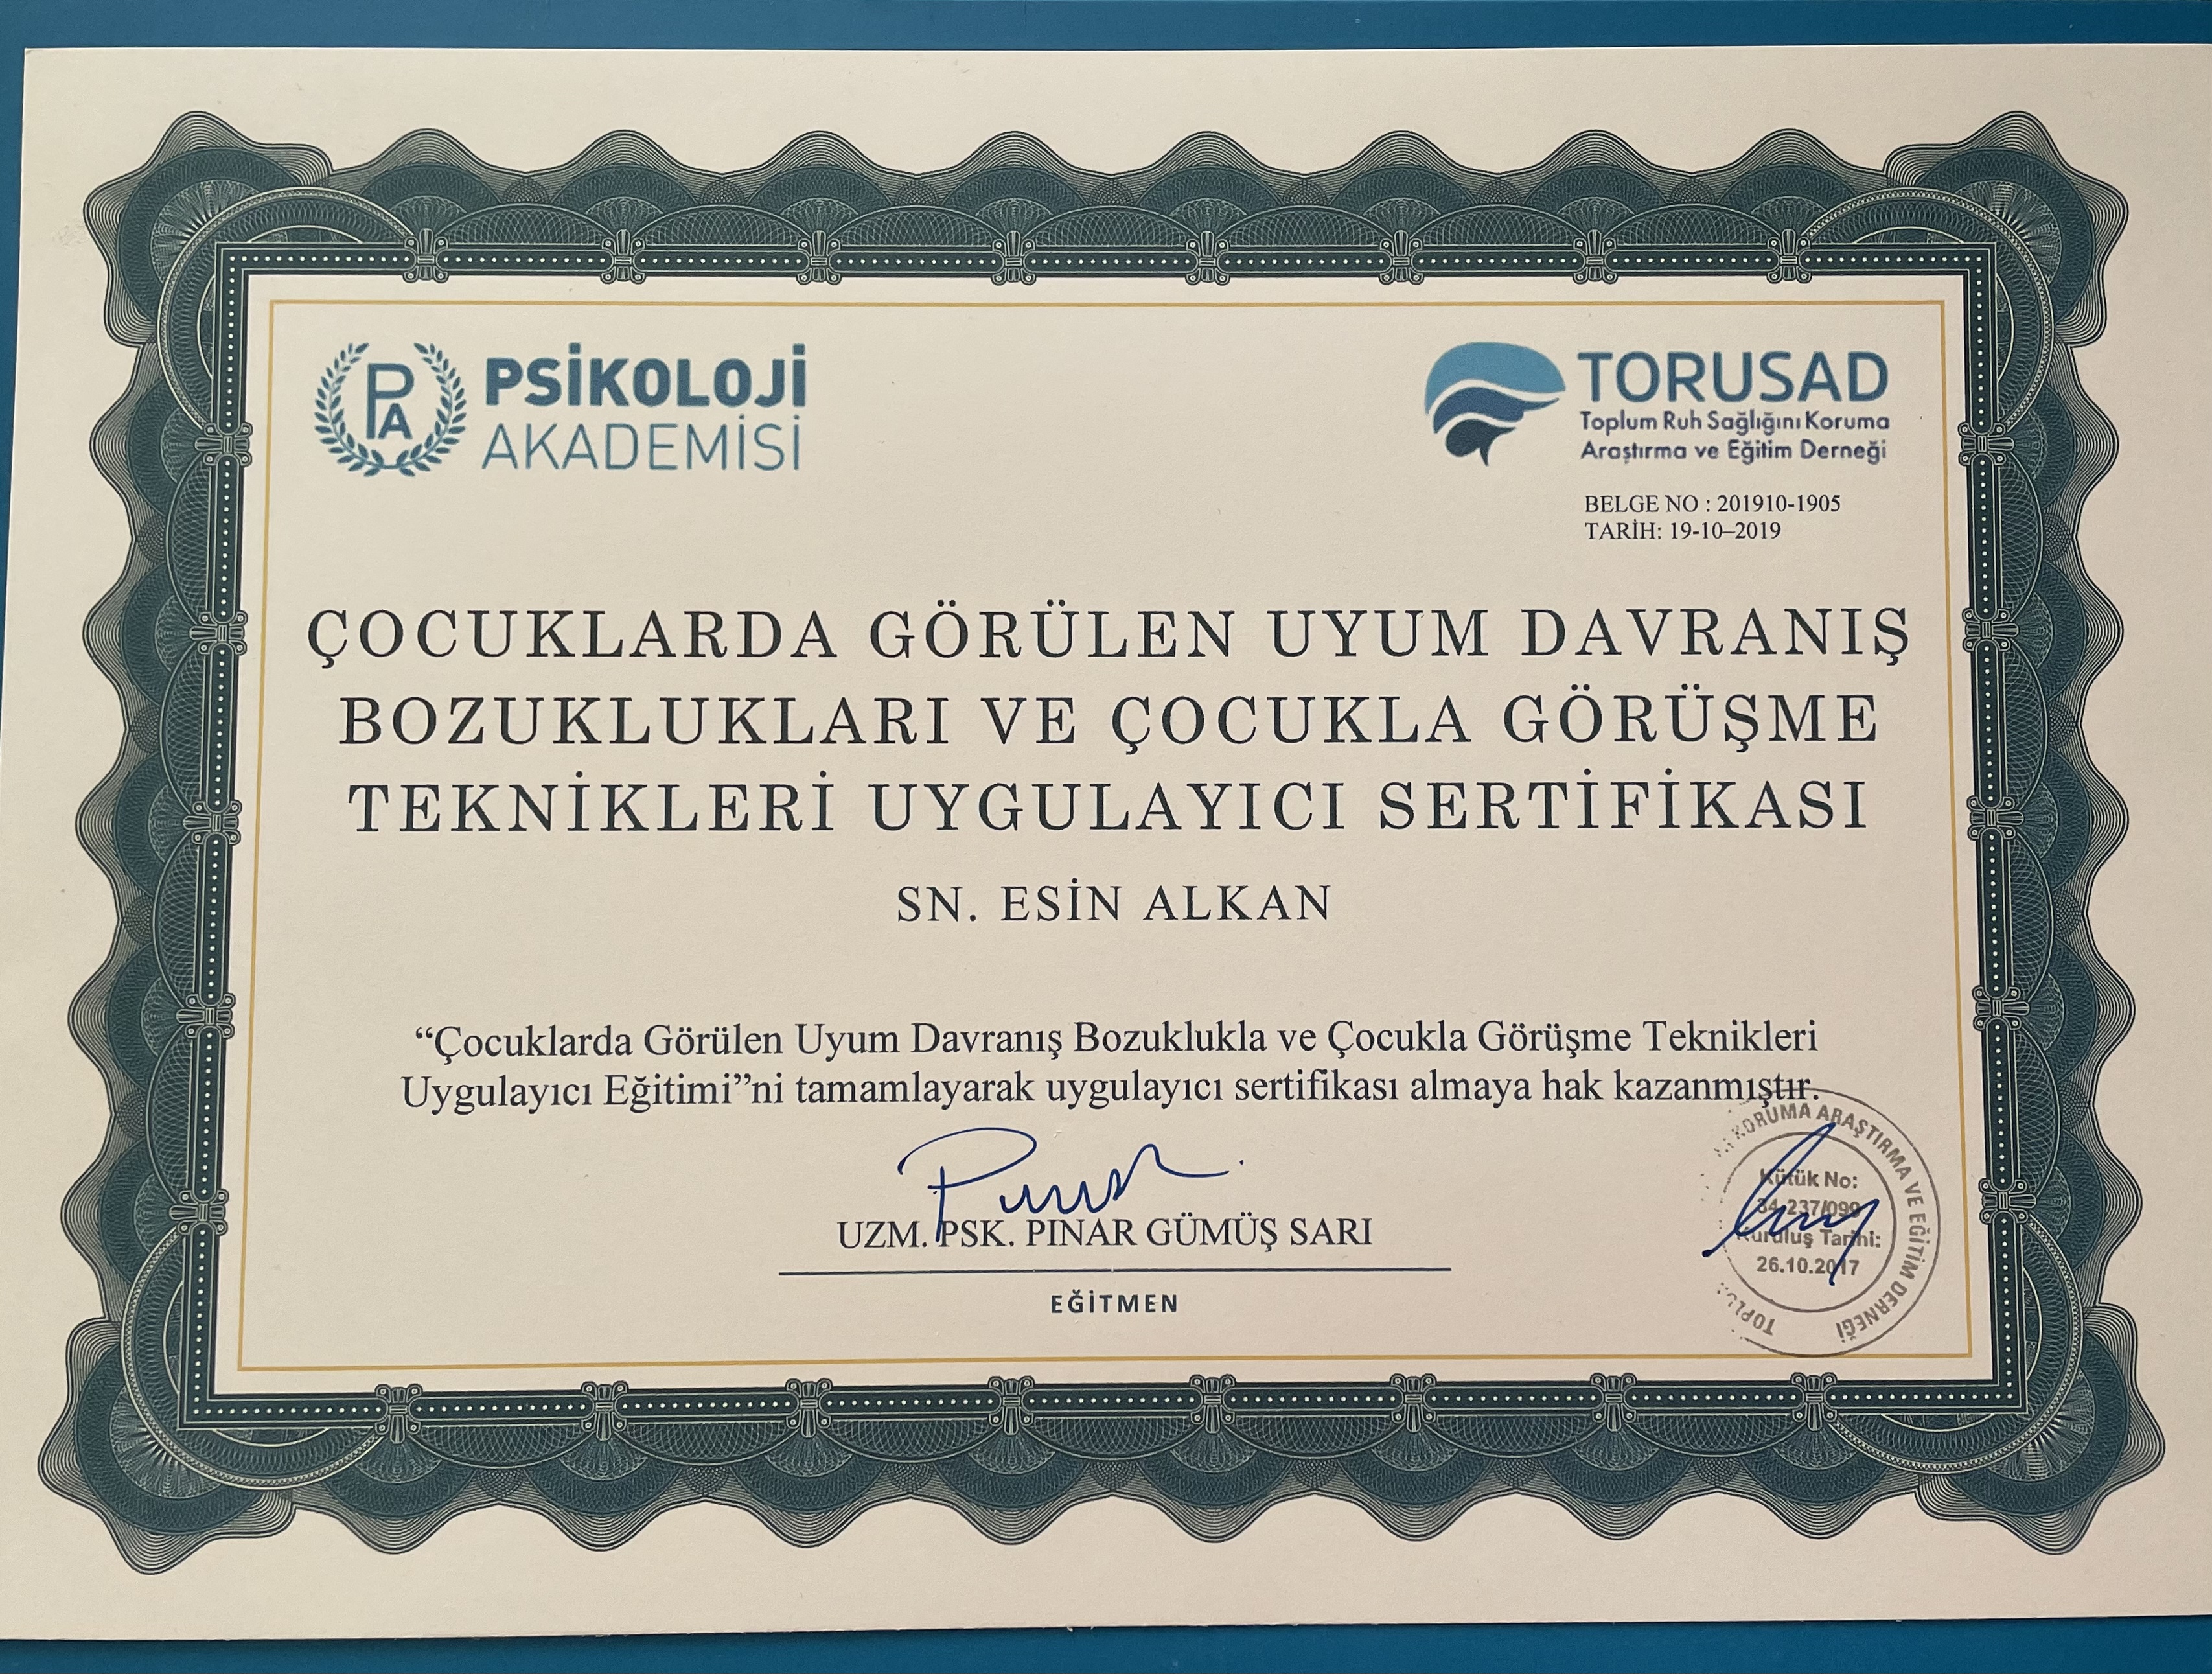 PA
PSİKOLOJİ
AKADEMİSİ
TORUSAD
Toplum Ruh Sağlığını Koruma
Araştırma ve Eğitim Derneği
BELGE NO : 201910-1905
TARİH: 19-10–2019
ÇOCUKLARDA GÖRÜLEN UYUM DAVRANIŞ
BOZUKLUKLARI VE ÇOCUKLA GÖRÜŞME
TEKNİKLERİ UYGULAYICI SERTİFİKASI
SN. ESİN ALKAN
“Çocuklarda Görülen Uyum Davranış Bozuklukla ve Çocukla Görüşme Teknikleri
Uygulayıcı Eğitimi”ni tamamlayarak uygulayıcı sertifikası almaya hak kazanmıştır.
UZM. PSK. PINAR GÜMÜŞ SARI
EĞİTMEN
KORUMA ARAŞTIRMA VE EĞİTİM DERNEĞİ
Kütük No:
34-237/099
Kuruluş Tarihi:
26.10.2017